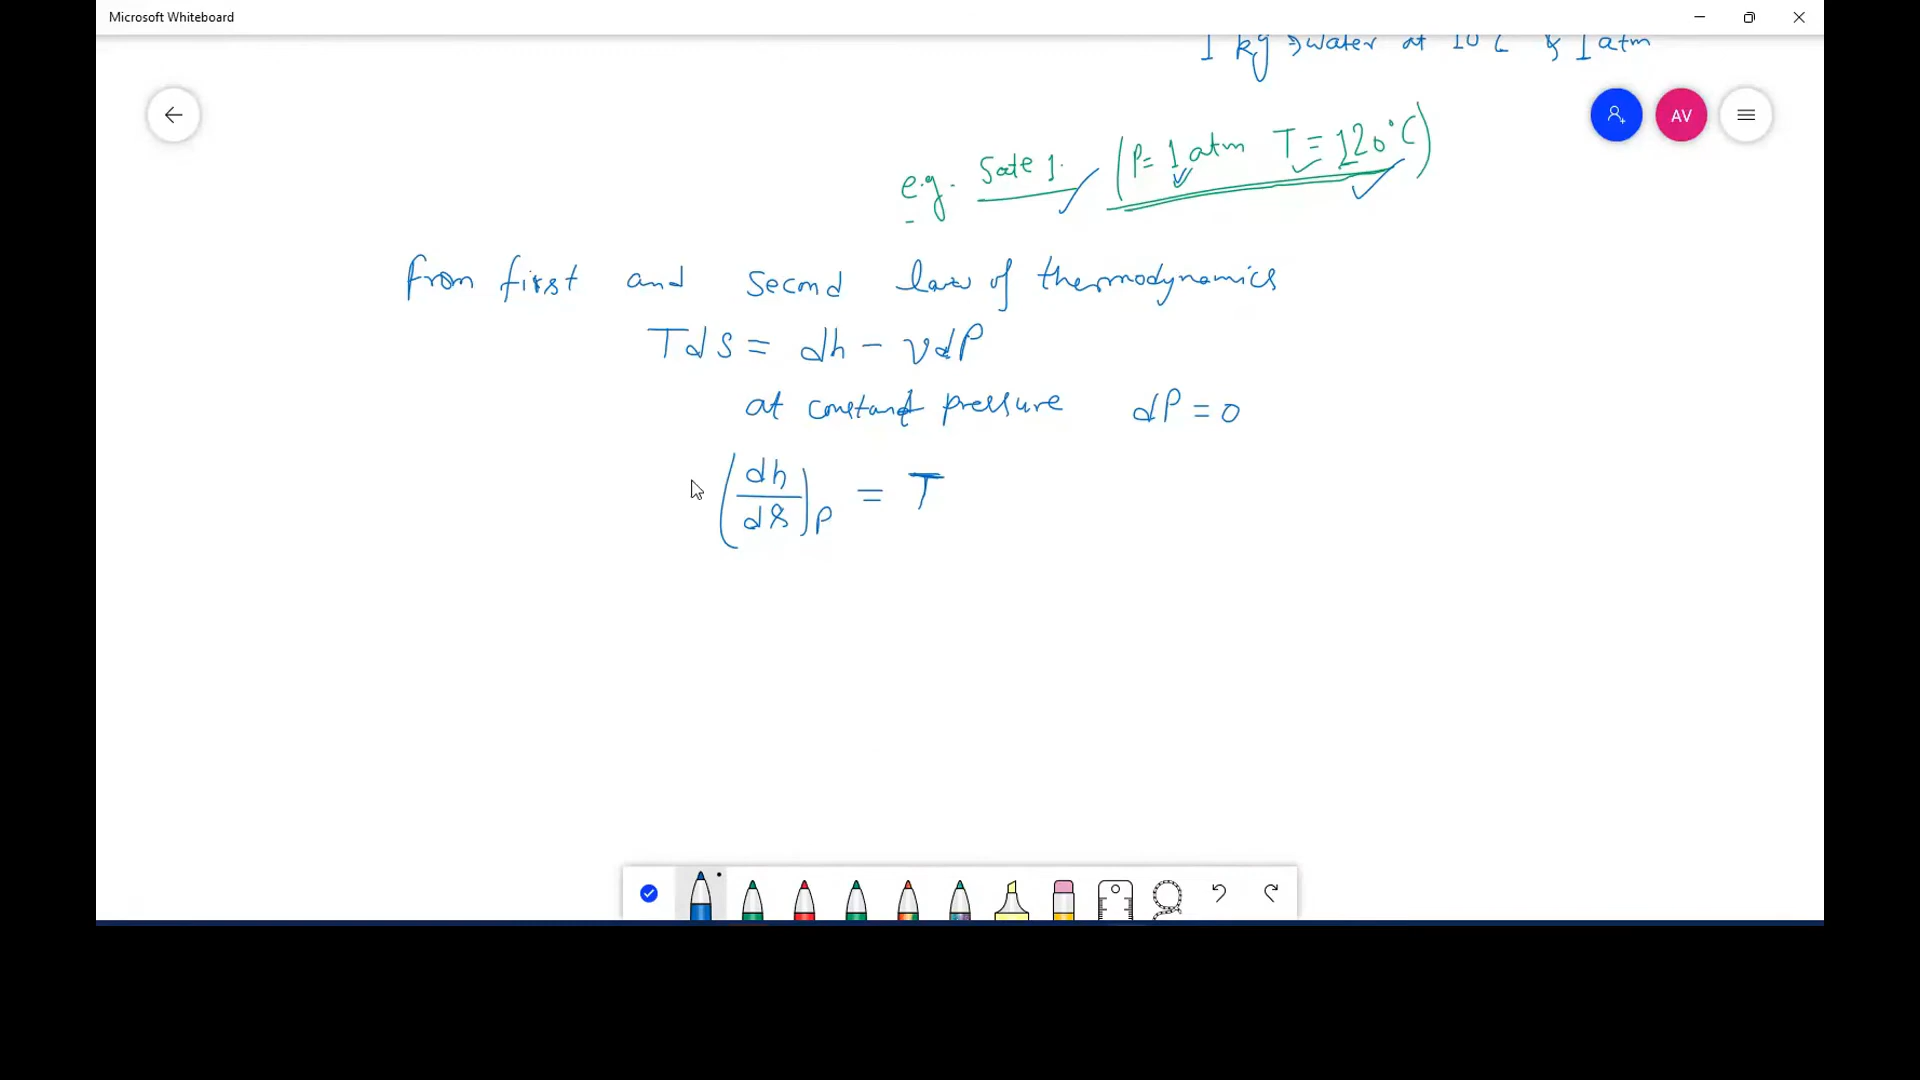 Microsoft Whiteboard
1 kg water at 10°C & 1 atm
AV
e.g. Sate 1. (P= 1 atm T = 120°C)
from first and second law of thermodynamics
Tds = dh - vdP
at constant pressure dP = 0
(dh/ds)P = T